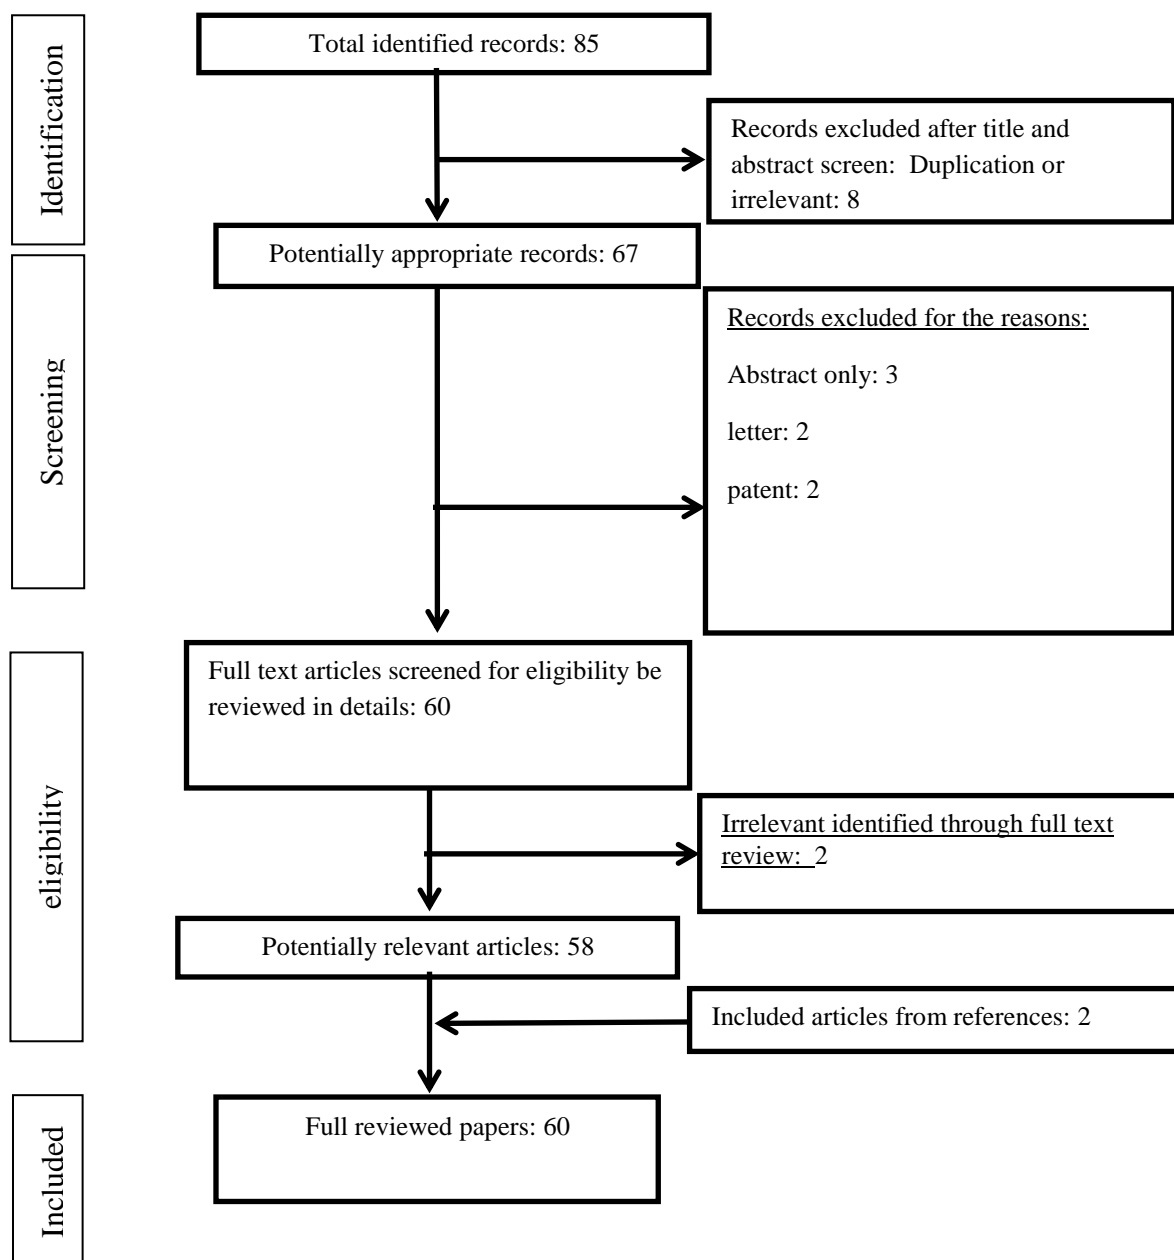 Identification
Total identified records: 85
Records excluded after title and
abstract screen:  Duplication or
irrelevant: 8
Potentially appropriate records: 67
Screening
Records excluded for the reasons:
Abstract only: 3
letter: 2
patent: 2
eligibility
Full text articles screened for eligibility be
reviewed in details: 60
Irrelevant identified through full text
review:  2
Potentially relevant articles: 58
Included articles from references: 2
Included
Full reviewed papers: 60